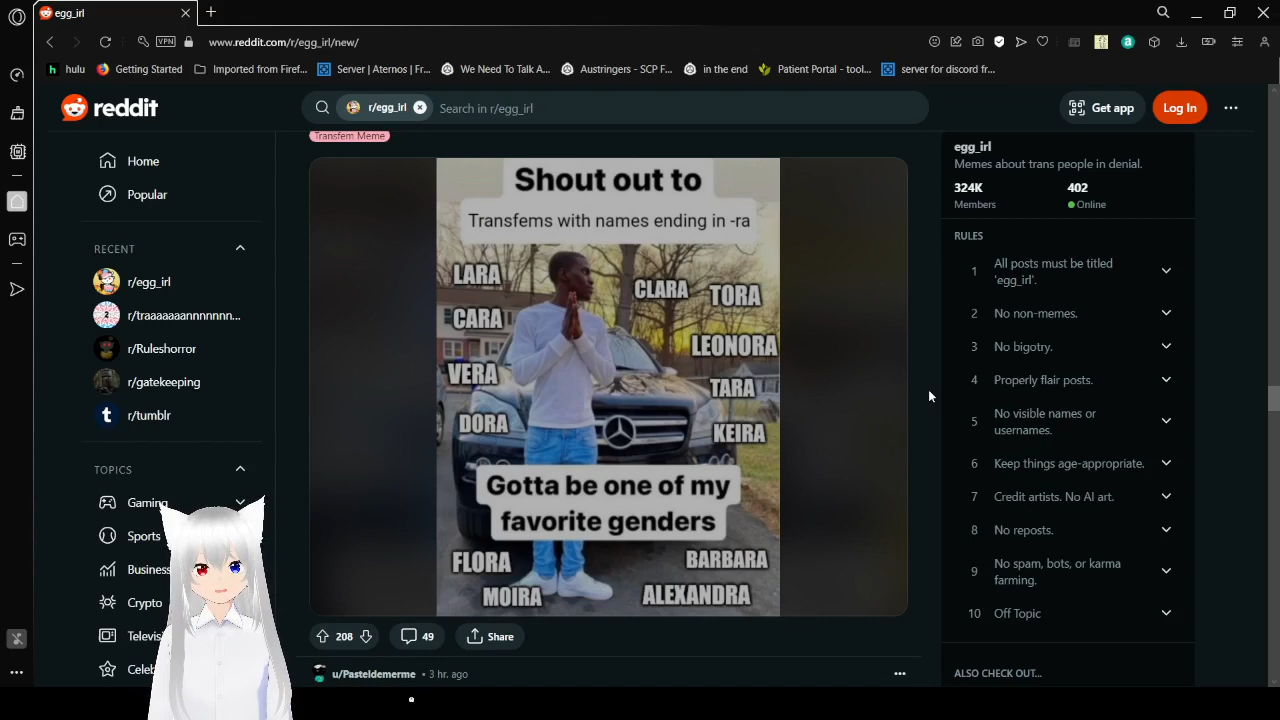 egg_irl
VPN
www.reddit.com/r/egg_irl/new/
hulu
Getting Started
Imported from Firef...
Server | Aternos | Fr...
We Need To Talk A...
Austringers - SCP F...
in the end
Patient Portal - tool...
server for discord fr...
reddit
r/egg_irl
Search in r/egg_irl
Get app
Log In
Home
Popular
RECENT
r/egg_irl
r/traaaaaaannnnnnn...
r/Ruleshorror
r/gatekeeping
r/tumblr
TOPICS
Gaming
Sports
Business
Crypto
Televis
Celeb
Transfem Meme
Shout out to
Transfems with names ending in -ra
LARA
CLARA
TORA
CARA
LEONORA
VERA
TARA
DORA
KEIRA
Gotta be one of my
favorite genders
FLORA
BARBARA
MOIRA
ALEXANDRA
208
49
Share
u/Pasteldemerme • 3 hr. ago
egg_irl
Memes about trans people in denial.
324K
402
Members
Online
RULES
1
All posts must be titled
'egg_irl'.
2 No non-memes.
3 No bigotry.
4 Properly flair posts.
5
No visible names or
usernames.
6 Keep things age-appropriate.
7 Credit artists. No AI art.
8 No reposts.
9
No spam, bots, or karma
farming.
10 Off Topic
ALSO CHECK OUT...